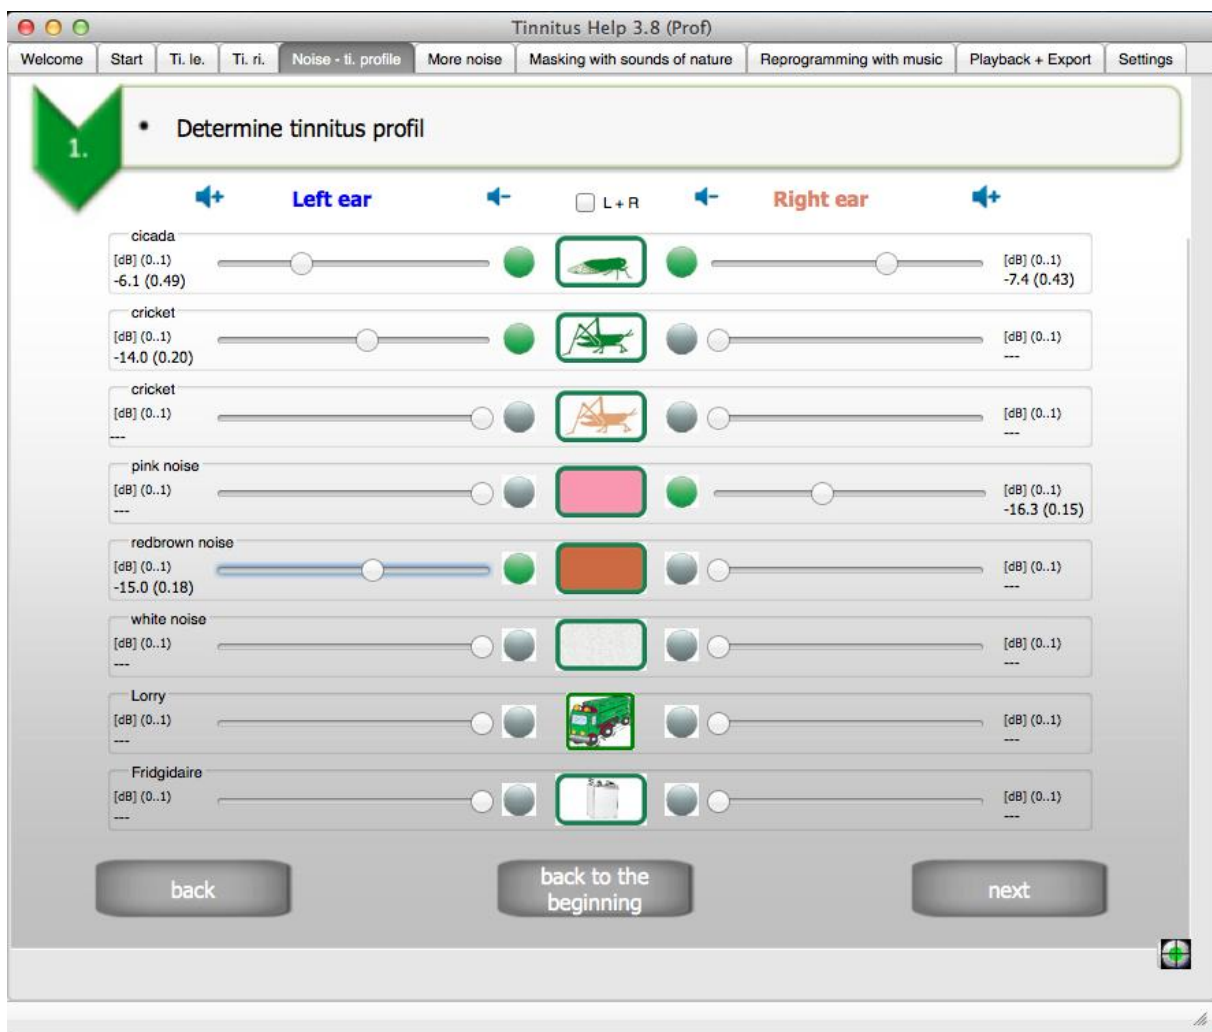 Tinnitus Help 3.8 (Prof)
Welcome Start Ti. le. Ti. ri. Noise - ti. profile More noise Masking with sounds of nature Reprogramming with music Playback + Export Settings
1.
• Determine tinnitus profil
Left ear L + R Right ear
cicada
[dB] (0..1) [dB] (0..1)
-6.1 (0.49) -7.4 (0.43)
cricket
[dB] (0..1) [dB] (0..1)
-14.0 (0.20) ---
cricket
[dB] (0..1) [dB] (0..1)
--- ---
pink noise
[dB] (0..1) [dB] (0..1)
--- -16.3 (0.15)
redbrown noise
[dB] (0..1) [dB] (0..1)
-15.0 (0.18) ---
white noise
[dB] (0..1) [dB] (0..1)
--- ---
Lorry
[dB] (0..1) [dB] (0..1)
--- ---
Fridgidaire
[dB] (0..1) [dB] (0..1)
--- ---
back back to the beginning next